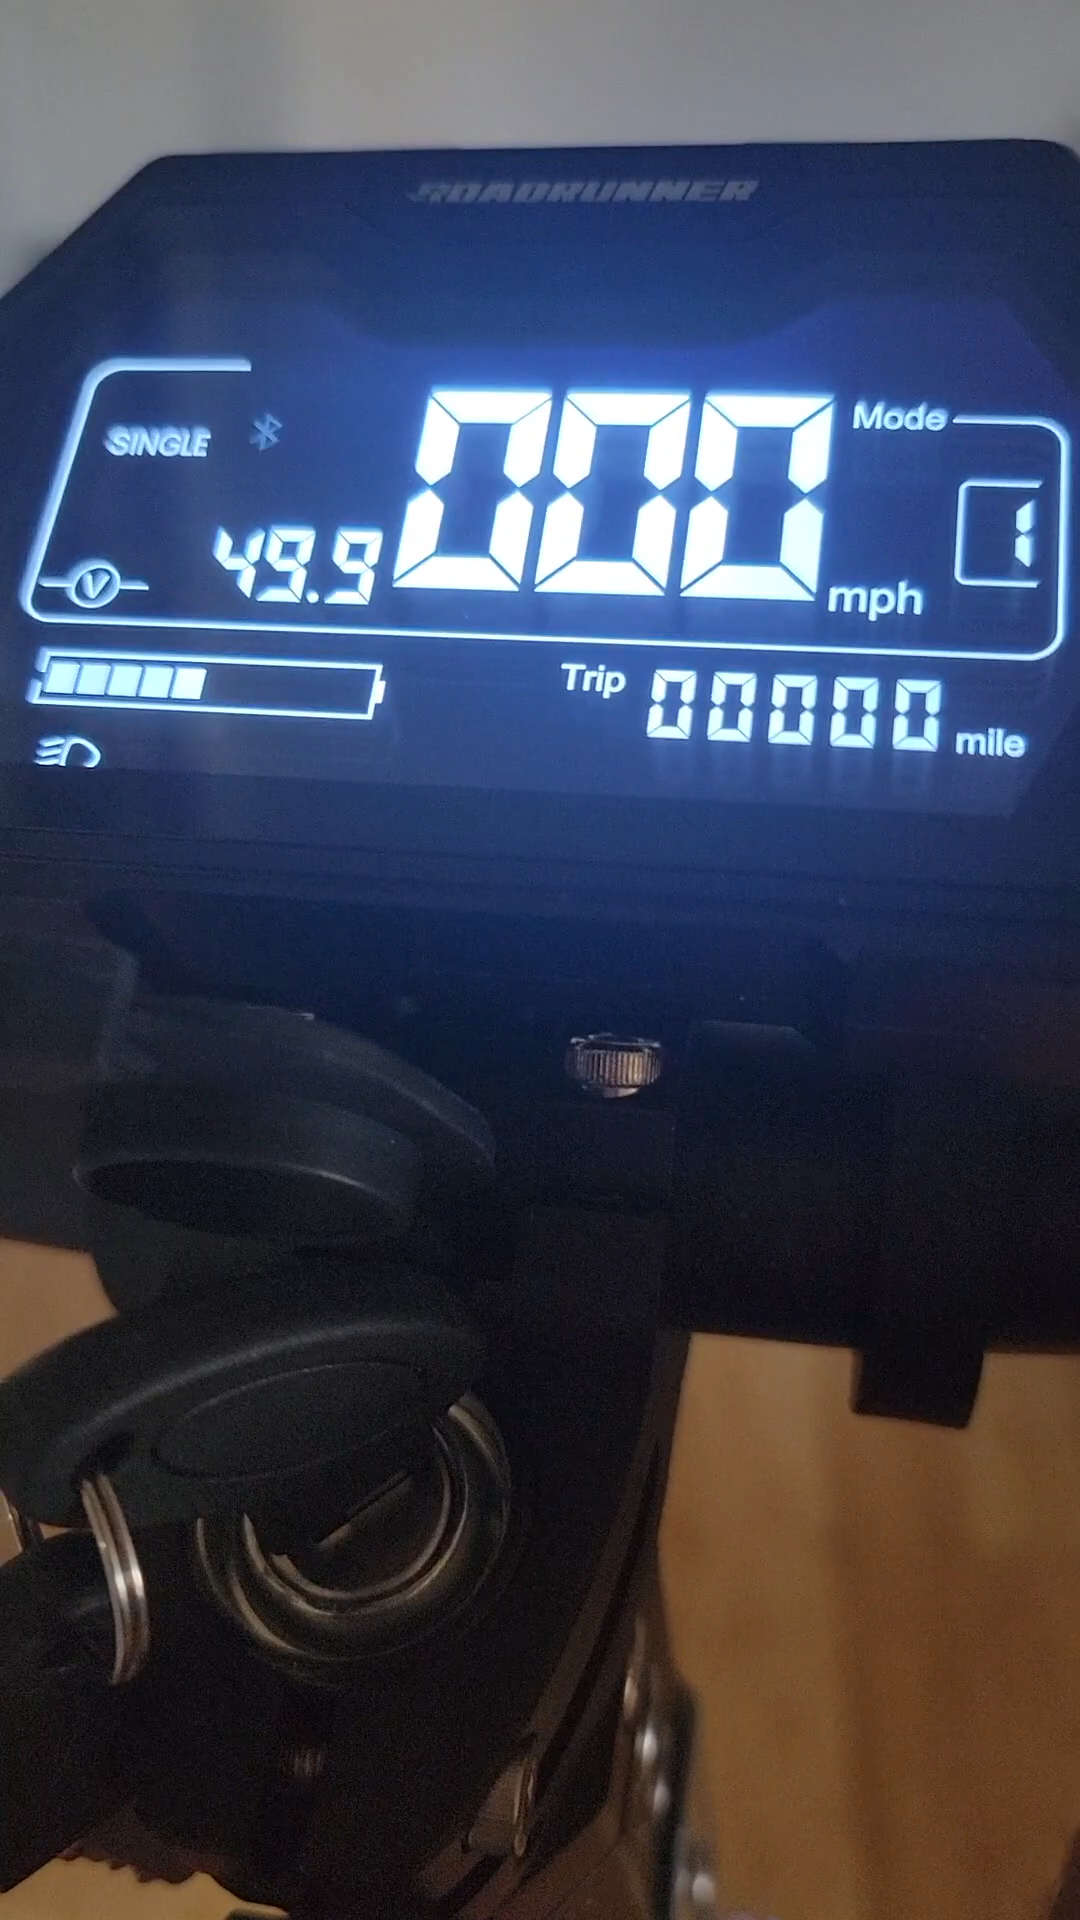 ROADRUNNER
SINGLE
000
Mode
1
V
49.9
mph
Trip
00000
mile